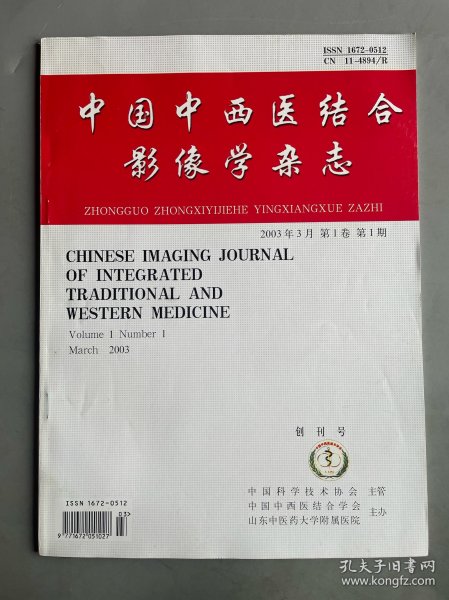 ISSN 1672-0512
CN 11-4894/R
中国中西医结合
影像学杂志
ZHONGGUO ZHONGXIYIJIEHE YINGXIANGXUE ZAZHI
2003年3月 第1卷 第1期
CHINESE IMAGING JOURNAL
OF INTEGRATED
TRADITIONAL AND
WESTERN MEDICINE
Volume 1 Number 1
March 2003
创刊号
中国科学技术协会 主管
中国中西医结合学会
山东中医药大学附属医院
主办
ISSN 1672-0512
03>
9 771672 051027
孔夫子旧书网
www.kongfz.com